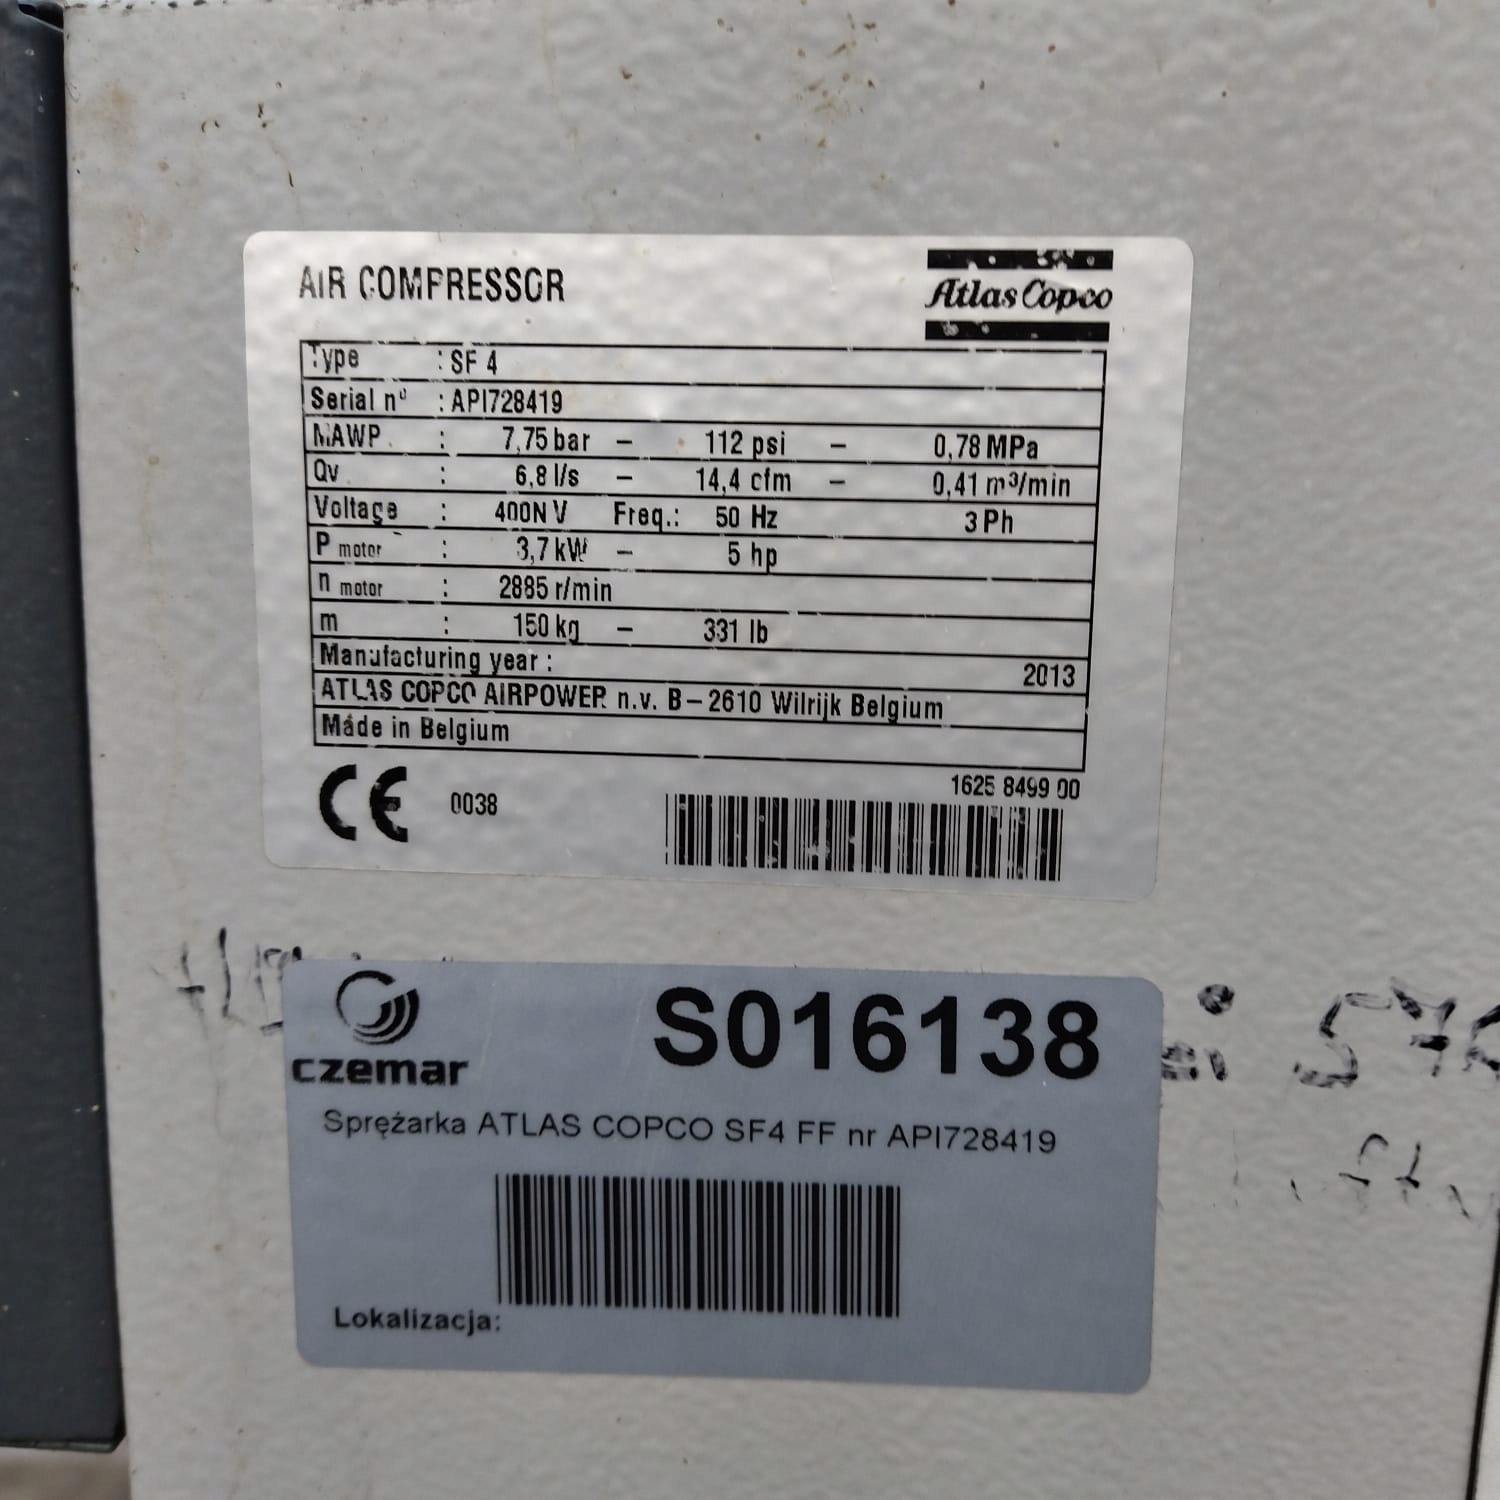 AIR COMPRESSOR
Atlas Copco
Type : SF 4
Serial n° : API728419
MAWP : 7,75 bar – 112 psi – 0,78 MPa
Qv : 6,8 l/s – 14,4 cfm – 0,41 m³/min
Voltage : 400N V Freq.: 50 Hz 3 Ph
P motor : 3,7 kW – 5 hp
n motor : 2885 r/min
m : 150 kg – 331 lb
Manufacturing year : 2013
ATLAS COPCO AIRPOWER n.v. B – 2610 Wilrijk Belgium
Made in Belgium
1625 8499 00
CE 0038
czemar
S016138
Sprężarka ATLAS COPCO SF4 FF nr API728419
Lokalizacja: